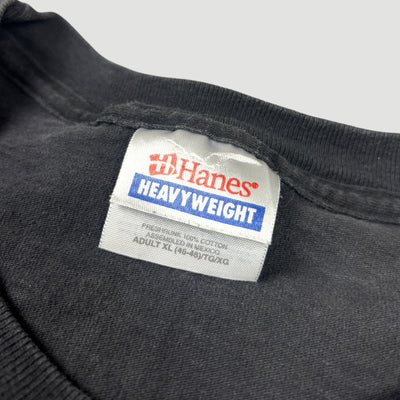 Hanes®
HEAVYWEIGHT
PRESHRUNK 100% COTTON
ASSEMBLED IN MEXICO
ADULT XL (46-48)/TG/XG